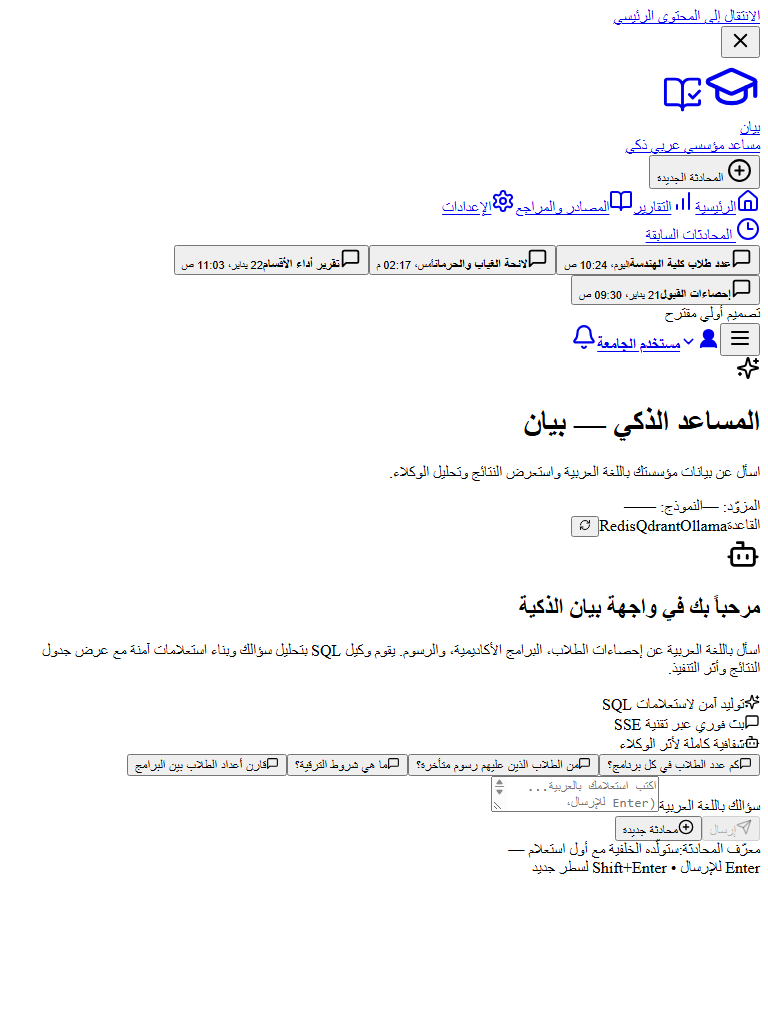 الانتقال إلى المحتوى الرئيسي
بيان
مساعد مؤسسي عربي ذكي
المحادثة الجديدة
الرئيسية التقارير المصادر والمراجع الإعدادات
المحادثات السابقة
عدد طلاب كلية الهندسة اليوم، 10:24 ص لائحة الغياب والحرمان أمس، 02:17 م تقرير أداء الأقسام 22 يناير، 11:03 ص
إحصاءات القبول 21 يناير، 09:30 ص
تصميم أولي مقترح
مستخدم الجامعة
المساعد الذكي — بيان
اسأل عن بيانات مؤسستك باللغة العربية واستعرض النتائج وتحليل الوكلاء.
المزوّد: —النموذج: ——
القاعدةRedisQdrantOllama
مرحباً بك في واجهة بيان الذكية
اسأل باللغة العربية عن إحصاءات الطلاب، البرامج الأكاديمية، والرسوم. يقوم وكيل SQL بتحليل سؤالك وبناء استعلامات آمنة مع عرض جدول
النتائج وأثر التنفيذ.
توليد آمن لاستعلامات SQL
بث فوري عبر تقنية SSE
شفافية كاملة لأثر الوكلاء
كم عدد الطلاب في كل برنامج؟ من الطلاب الذين عليهم رسوم متأخرة؟ ما هي شروط الترقية؟ قارن أعداد الطلاب بين البرامج
اكتب استعلامك بالعربية...
سؤالك باللغة العربية (Enter للإرسال،
إرسال محادثة جديدة
معرّف المحادثة:ستولّده الخلفية مع أول استعلام —
Enter للإرسال • Shift+Enter لسطر جديد